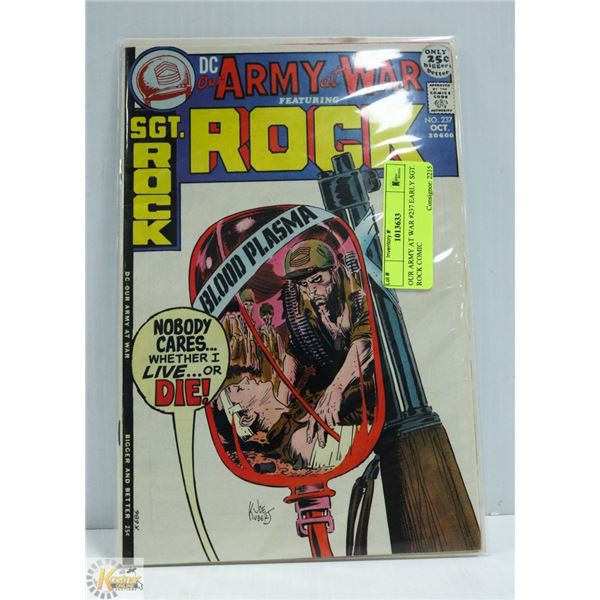 DC
Our ARMY at WAR
FEATURING
SGT.
ROCK
ROCK
ONLY
25¢
bigger &
better
APPROVED
BY THE
COMICS
CODE
AUTHORITY
NO. 237
OCT.
30600
BLOOD PLASMA
NOBODY
CARES...
WHETHER I
LIVE...OR
DIE!
DC OUR ARMY AT WAR
BIGGER AND BETTER 25¢
JOE
KUBERT
Lot #:
Inventory #:
1013633
Consignor: 2215
OUR ARMY AT WAR #237 EARLY SGT.
ROCK COMIC